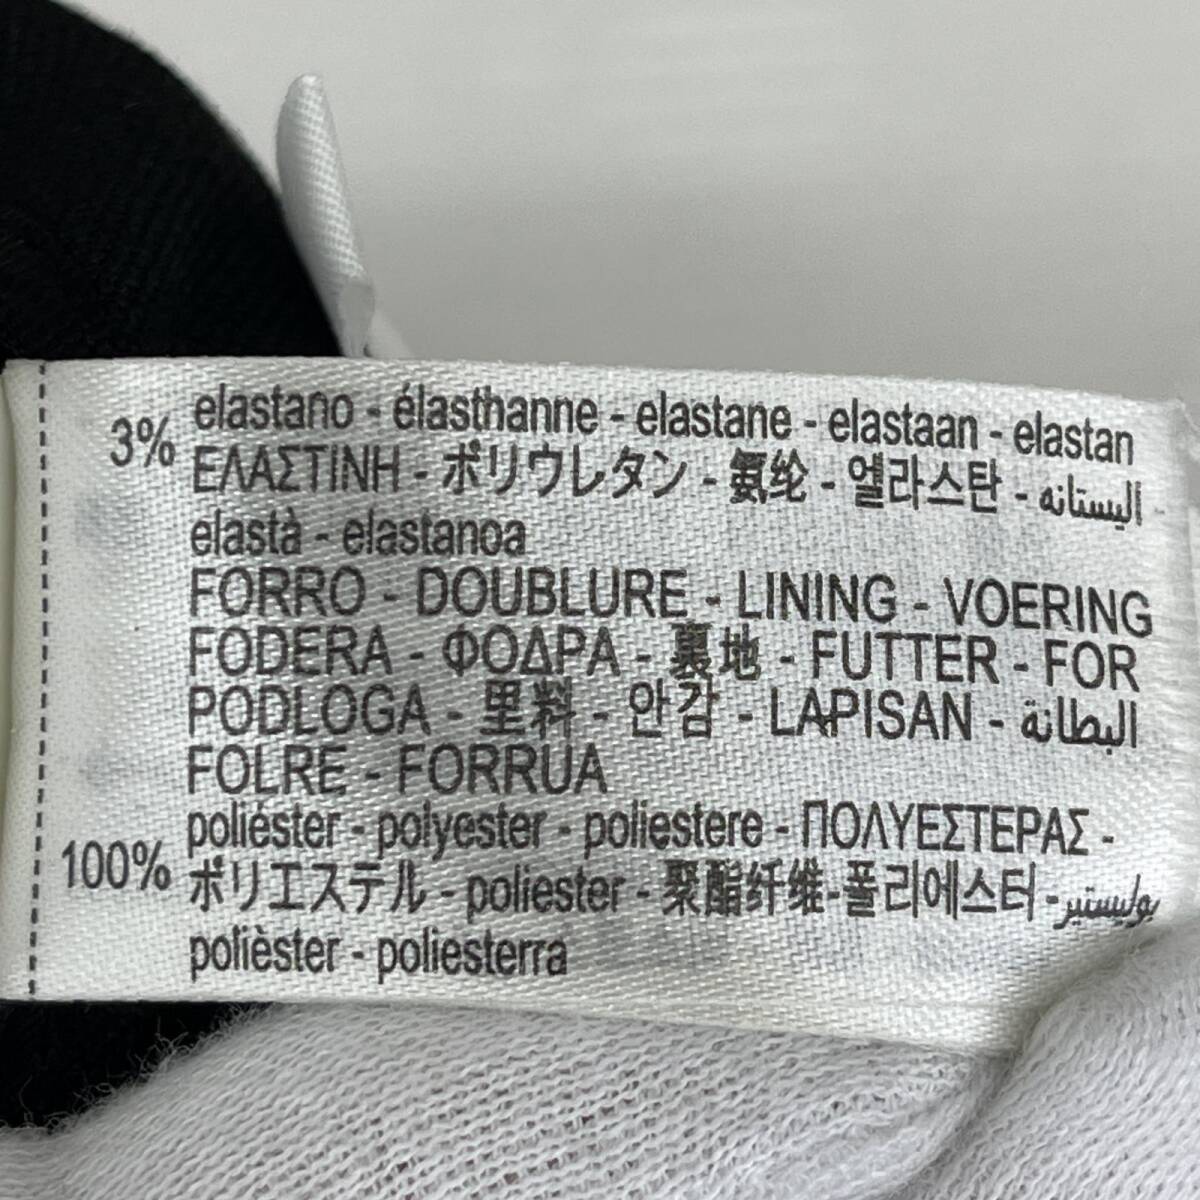 3% elastano - élasthanne - elastane - elastaan - elastan
ΕΛΑΣΤΙΝΗ - ポリウレタン - 氨纶 - 엘라스탄 - اليستانه -
elastà - elastanoa
FORRO - DOUBLURE - LINING - VOERING
FODERA - ΦΟΔΡΑ - 裏地 - FUTTER - FOR
PODLOGA - 里料 - 안감 - LAPISAN - البطانة
FOLRE - FORRUA
100% poliéster - polyester - poliestere - ΠΟΛΥΕΣΤΕΡΑΣ -
ポリエステル - poliester - 聚酯纤维 - 폴리에스터 - بوليستير
polièster - poliesterra